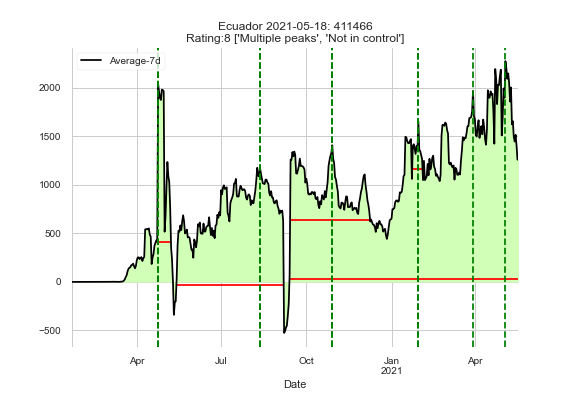 Ecuador 2021-05-18: 411466
Rating:8 ['Multiple peaks', 'Not in control']
Average-7d
2000
1500
1000
500
0
−500
Apr Jul Oct Jan Apr
2021
Date